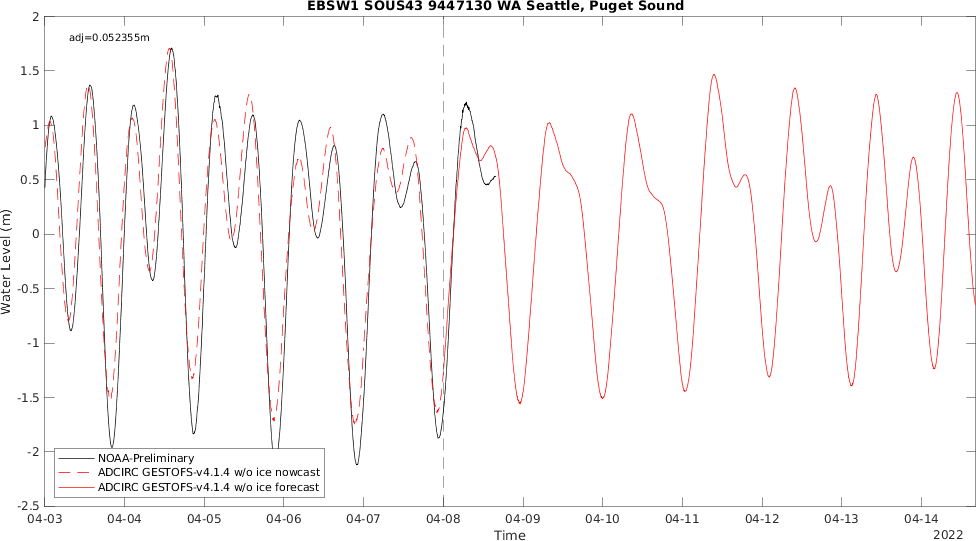 EBSW1 SOUS43 9447130 WA Seattle, Puget Sound
adj=0.052355m
2
1.5
1
0.5
0
-0.5
-1
-1.5
-2
-2.5
Water Level (m)
NOAA-Preliminary
ADCIRC GESTOFS-v4.1.4 w/o ice nowcast
ADCIRC GESTOFS-v4.1.4 w/o ice forecast
04-03 04-04 04-05 04-06 04-07 04-08 04-09 04-10 04-11 04-12 04-13 04-14
Time
2022